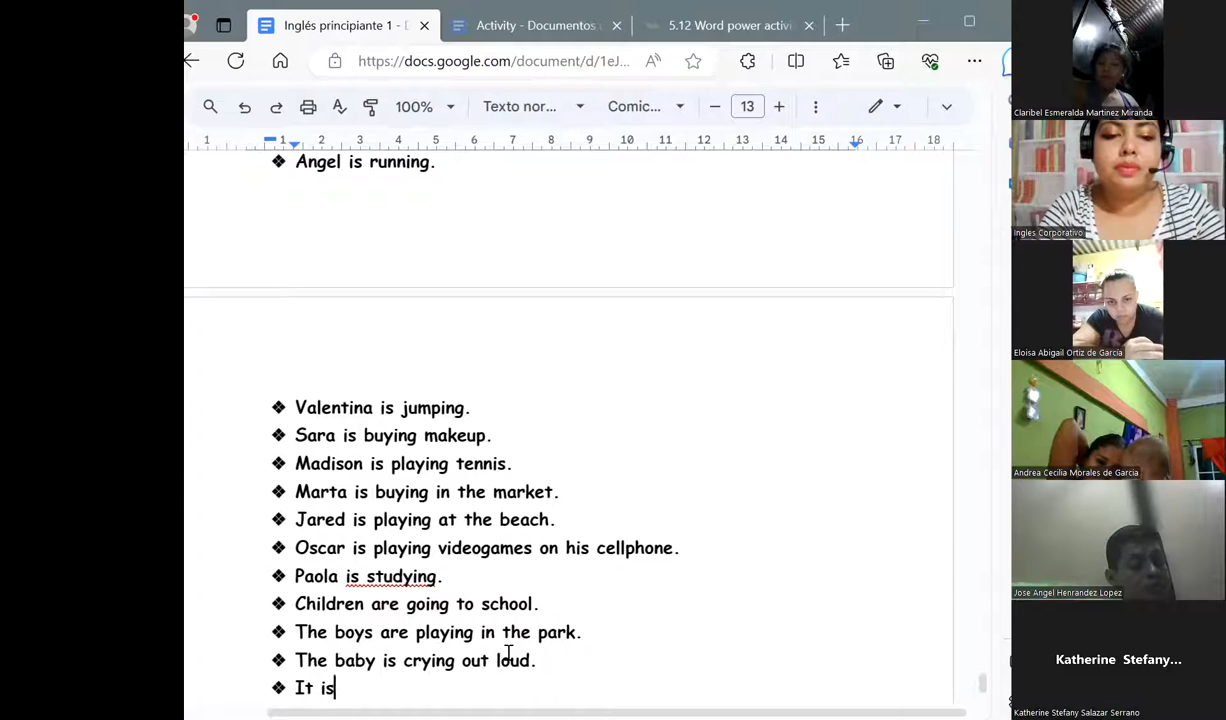 Inglés principiante 1 - D
Activity - Documentos
5.12 Word power activi
https://docs.google.com/document/d/1eJ...
100%
Texto nor...
Comic...
13
1 1 2 3 4 5 6 7 8 9 10 11 12 13 14 15 16 17 18
❖ Angel is running.
❖ Valentina is jumping.
❖ Sara is buying makeup.
❖ Madison is playing tennis.
❖ Marta is buying in the market.
❖ Jared is playing at the beach.
❖ Oscar is playing videogames on his cellphone.
❖ Paola is studying.
❖ Children are going to school.
❖ The boys are playing in the park.
❖ The baby is crying out loud.
❖ It is
Claribel Esmeralda Martinez Miranda
Ingles Corporativo
Eloisa Abigail Ortiz de García
Andrea Cecilia Morales de Garcia
Jose Angel Henrandez Lopez
Katherine Stefany...
Katherine Stefany Salazar Serrano